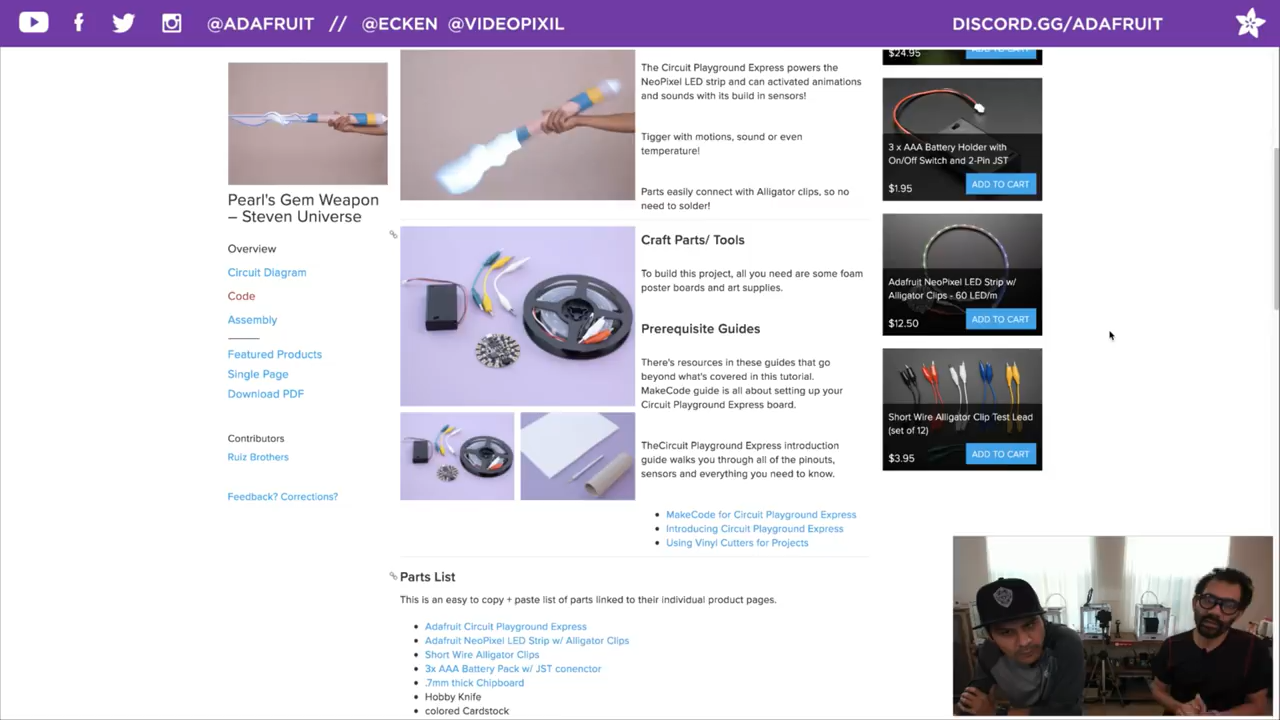 @ADAFRUIT // @ECKEN @VIDEOPIXIL
DISCORD.GG/ADAFRUIT
Pearl's Gem Weapon
– Steven Universe
Overview
Circuit Diagram
Code
Assembly
Featured Products
Single Page
Download PDF
Contributors
Ruiz Brothers
Feedback? Corrections?
The Circuit Playground Express powers the
NeoPixel LED strip and can activated animations
and sounds with its build in sensors!
Tigger with motions, sound or even
temperature!
Parts easily connect with Alligator clips, so no
need to solder!
Craft Parts/ Tools
To build this project, all you need are some foam
poster boards and art supplies.
Prerequisite Guides
There's resources in these guides that go
beyond what's covered in this tutorial.
MakeCode guide is all about setting up your
Circuit Playground Express board.
TheCircuit Playground Express introduction
guide walks you through all of the pinouts,
sensors and everything you need to know.
MakeCode for Circuit Playground Express
Introducing Circuit Playground Express
Using Vinyl Cutters for Projects
Parts List
This is an easy to copy + paste list of parts linked to their individual product pages.
Adafruit Circuit Playground Express
Adafruit NeoPixel LED Strip w/ Alligator Clips
Short Wire Alligator Clips
3x AAA Battery Pack w/ JST conenctor
.7mm thick Chipboard
Hobby Knife
colored Cardstock
$24.95
ADD TO CART
3 x AAA Battery Holder with
On/Off Switch and 2-Pin JST
$1.95
ADD TO CART
Adafruit NeoPixel LED Strip w/
Alligator Clips - 60 LED/m
$12.50
ADD TO CART
Short Wire Alligator Clip Test Lead
(set of 12)
$3.95
ADD TO CART